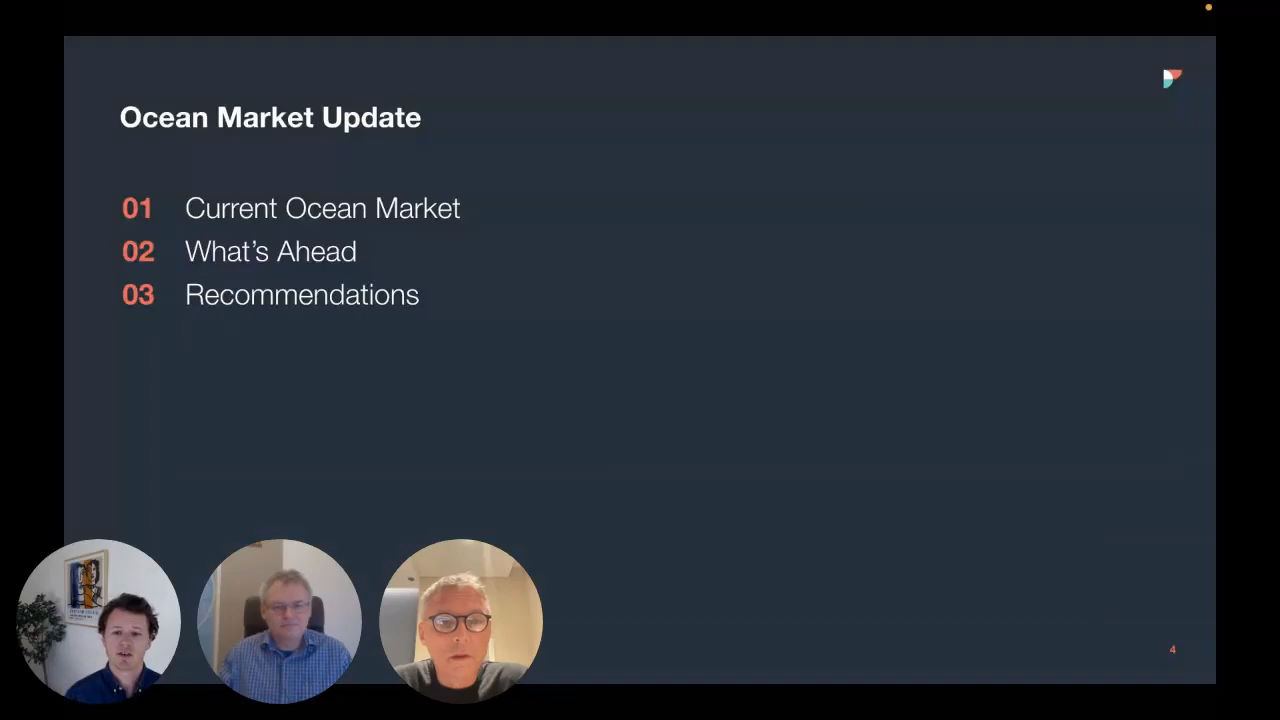 Ocean Market Update
01 Current Ocean Market
02 What's Ahead
03 Recommendations
4